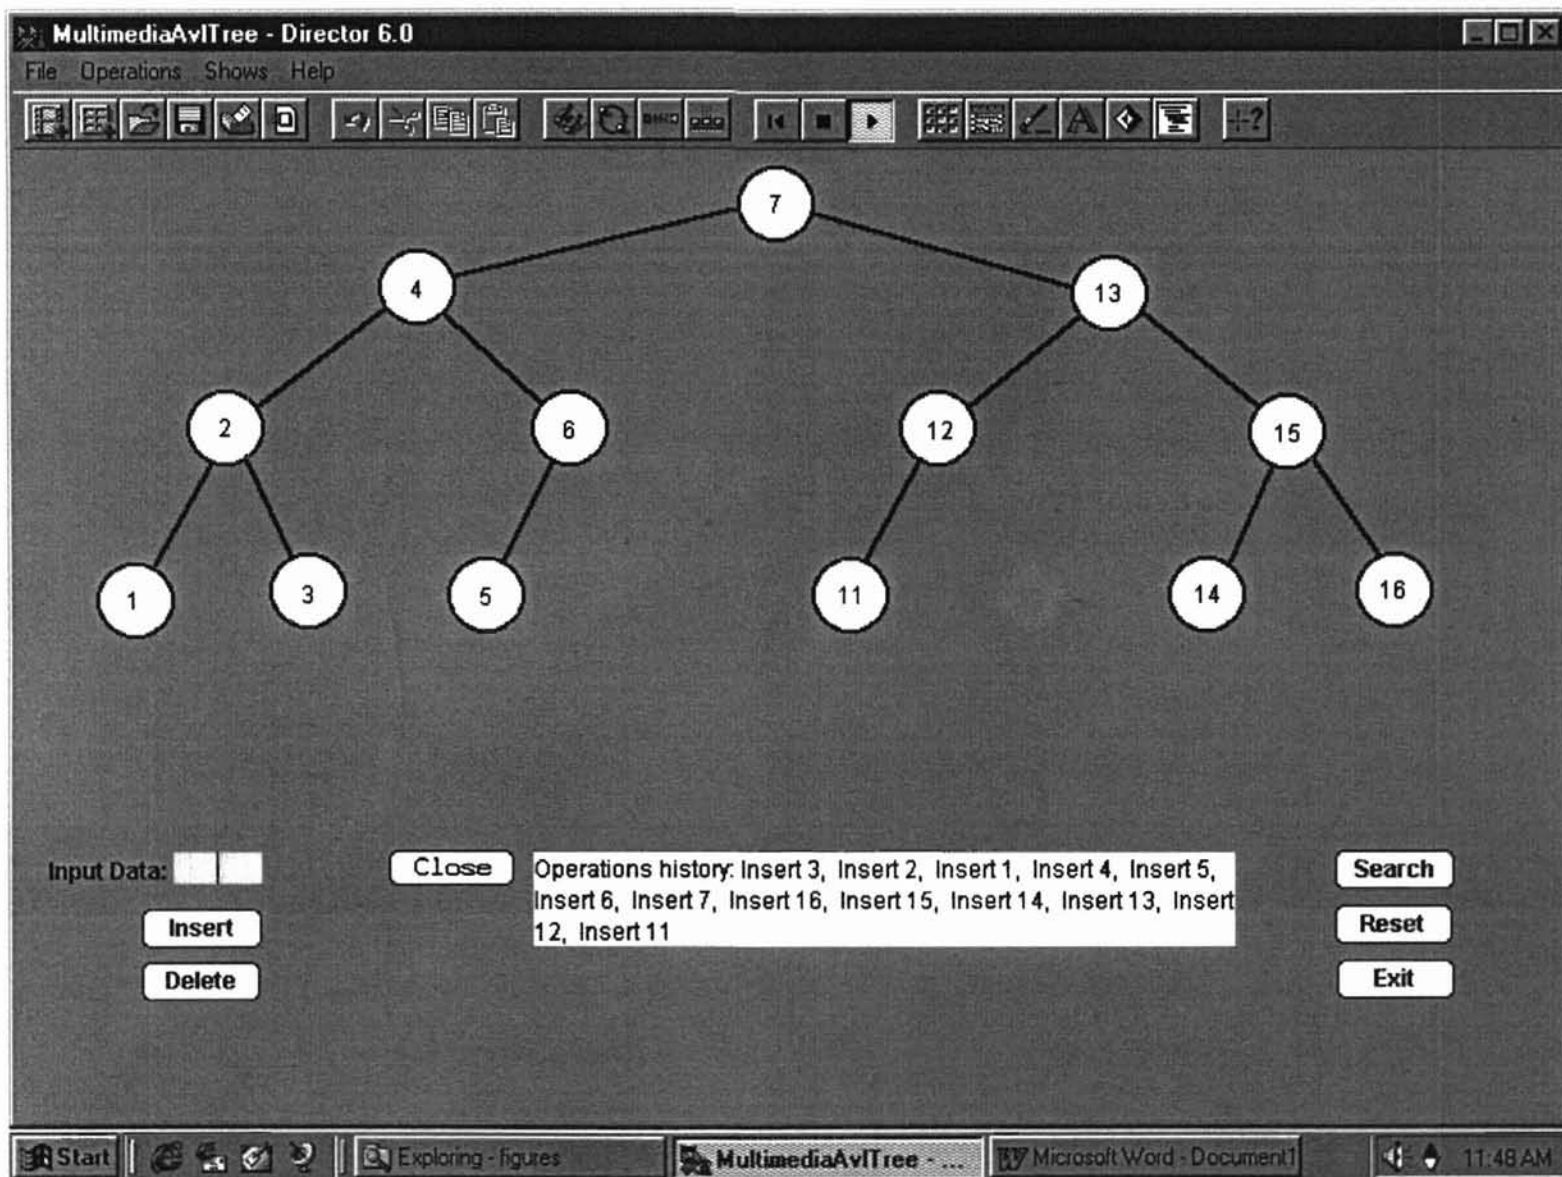 MultimediaAvlTree - Director 6.0
File Operations Shows Help
7
4
13
2
6
12
15
1
3
5
11
14
16
Input Data:
Close
Operations history: Insert 3, Insert 2, Insert 1, Insert 4, Insert 5,
Insert 6, Insert 7, Insert 16, Insert 15, Insert 14, Insert 13, Insert
12, Insert 11
Search
Insert
Reset
Delete
Exit
Start
Exploring - figures
MultimediaAvlTree - ...
Microsoft Word - Document1
11:48 AM